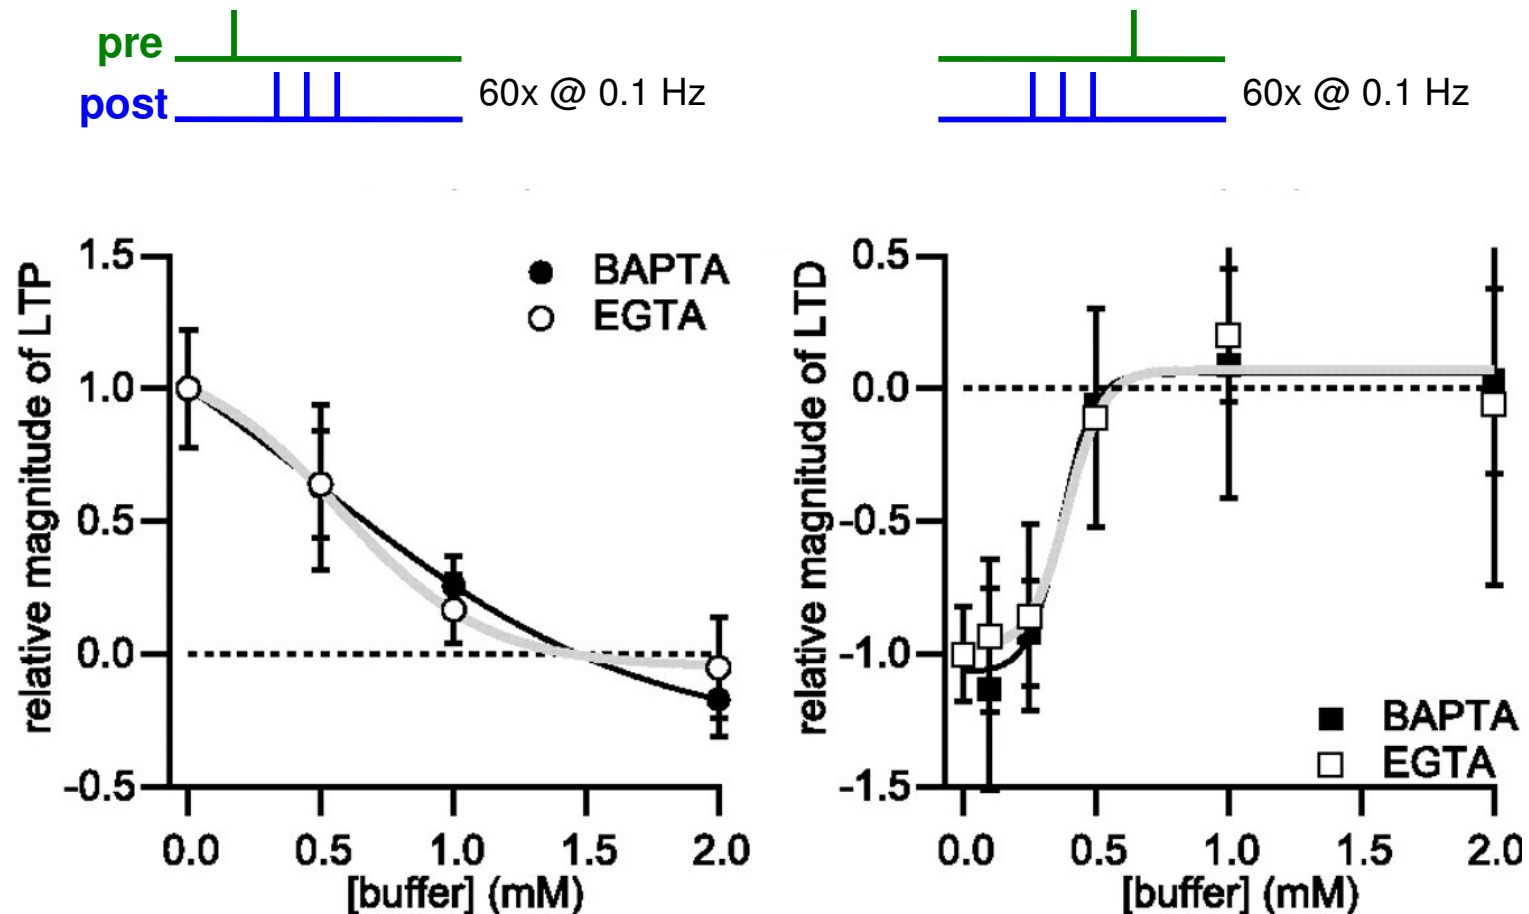 pre
post
60x @ 0.1 Hz
60x @ 0.1 Hz
relative magnitude of LTP
1.5
1.0
0.5
0.0
-0.5
BAPTA
EGTA
0.0 0.5 1.0 1.5 2.0
[buffer] (mM)
relative magnitude of LTD
0.5
0.0
-0.5
-1.0
-1.5
BAPTA
EGTA
0.0 0.5 1.0 1.5 2.0
[buffer] (mM)